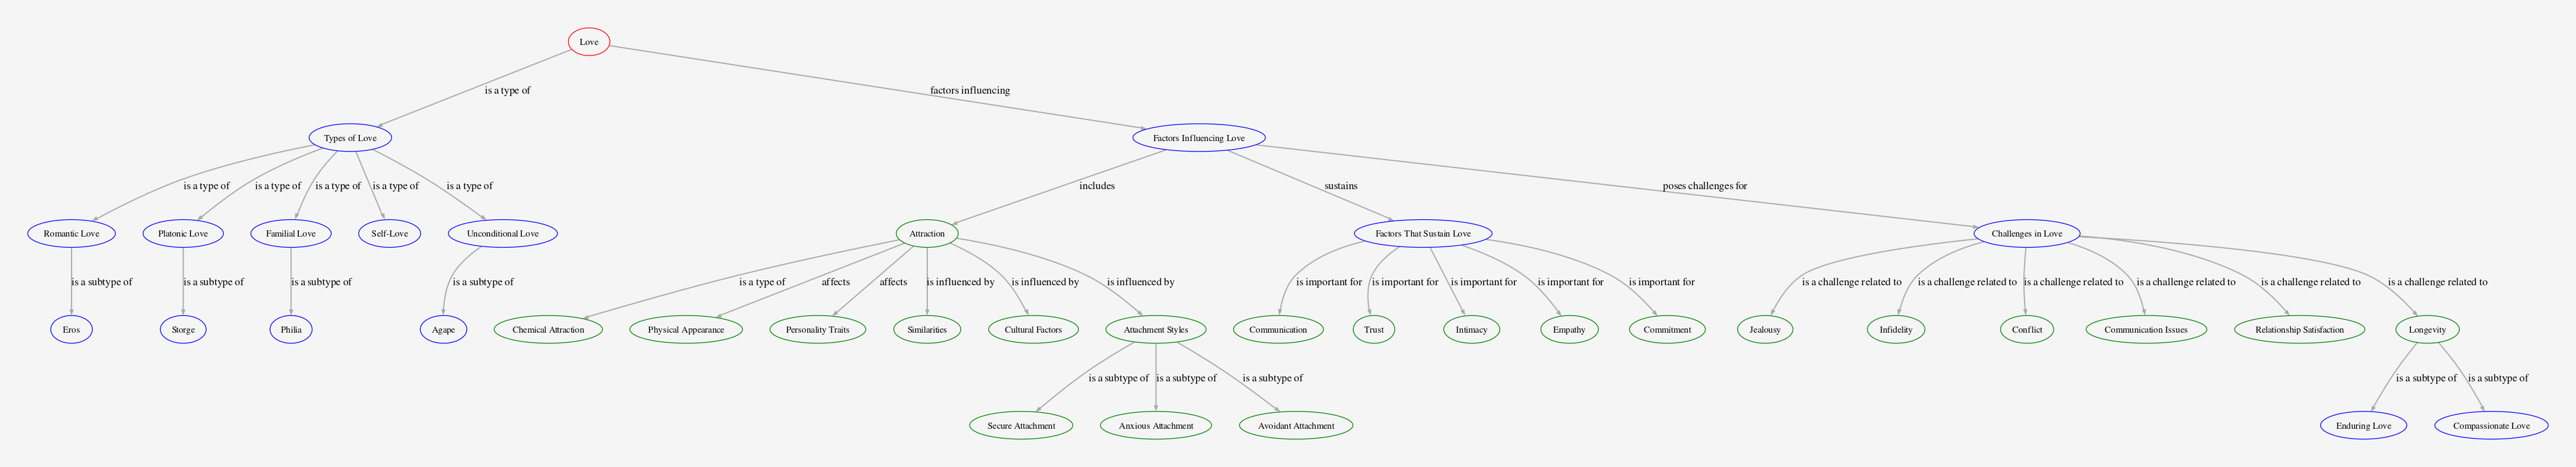 Love
is a type of
factors influencing
Types of Love
Factors Influencing Love
is a type of
is a type of
is a type of
is a type of
is a type of
includes
sustains
poses challenges for
Romantic Love
Platonic Love
Familial Love
Self-Love
Unconditional Love
Attraction
Factors That Sustain Love
Challenges in Love
is a subtype of
is a subtype of
is a subtype of
is a subtype of
is a type of
affects
affects
is influenced by
is influenced by
is influenced by
is important for
is important for
is important for
is important for
is important for
is a challenge related to
is a challenge related to
is a challenge related to
is a challenge related to
is a challenge related to
is a challenge related to
Eros
Storge
Philia
Agape
Chemical Attraction
Physical Appearance
Personality Traits
Similarities
Cultural Factors
Attachment Styles
Communication
Trust
Intimacy
Empathy
Commitment
Jealousy
Infidelity
Conflict
Communication Issues
Relationship Satisfaction
Longevity
is a subtype of
is a subtype of
is a subtype of
is a subtype of
is a subtype of
Secure Attachment
Anxious Attachment
Avoidant Attachment
Enduring Love
Compassionate Love